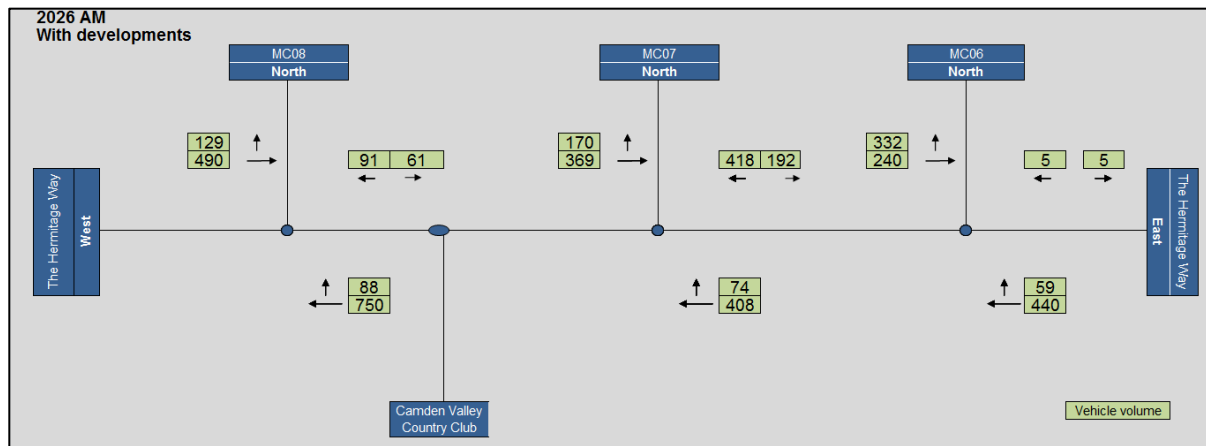 2026 AM
With developments
MC08
North
MC07
North
MC06
North
129
490
91 61
170
369
418 192
332
240
5 5
The Hermitage Way
West
The Hermitage Way
East
88
750
74
408
59
440
Camden Valley
Country Club
Vehicle volume